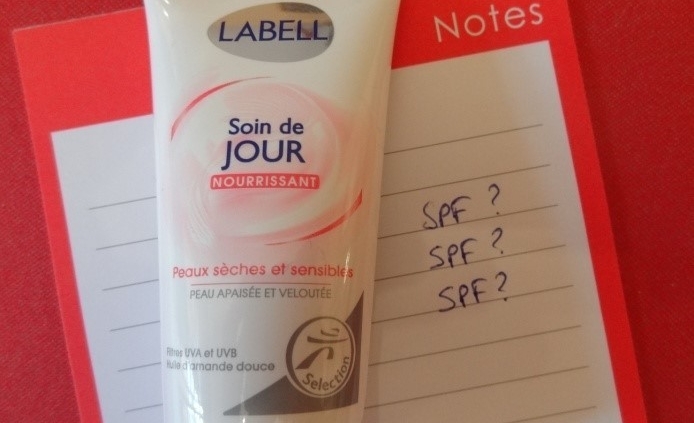 LABELL
Notes
Soin de
JOUR
NOURRISSANT
Peaux sèches et sensibles
PEAU APAISÉE ET VELOUTÉE
Filtres UVA et UVB
Huile d'amande douce
Sélection
SPF ?
SPF ?
SPF ?